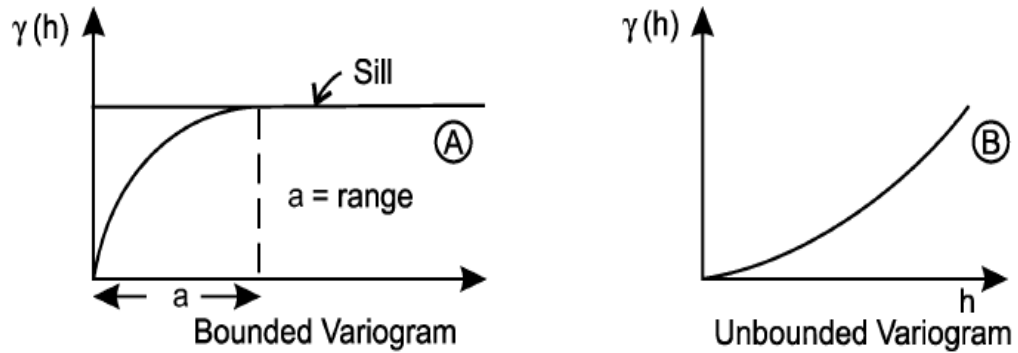 γ (h)
Sill
A
a = range
a
Bounded Variogram
γ (h)
B
h
Unbounded Variogram